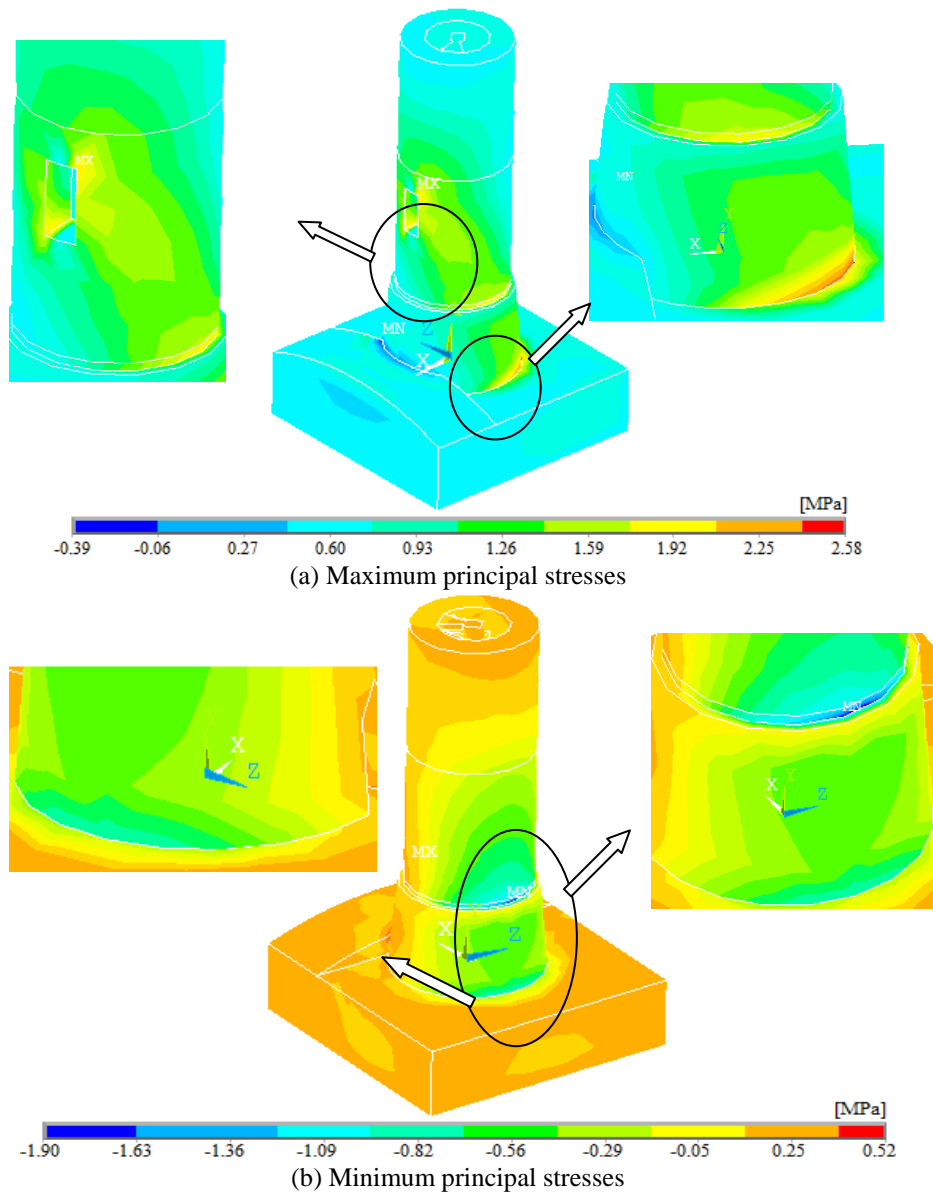 MX
MX
MN
Y
Z
X
MN
Z
X
[MPa]
-0.39 -0.06 0.27 0.60 0.93 1.26 1.59 1.92 2.25 2.58
(a) Maximum principal stresses
Y
X
Z
MX
MN
Y
X
Z
MN
Y
X
Z
[MPa]
-1.90 -1.63 -1.36 -1.09 -0.82 -0.56 -0.29 -0.05 0.25 0.52
(b) Minimum principal stresses